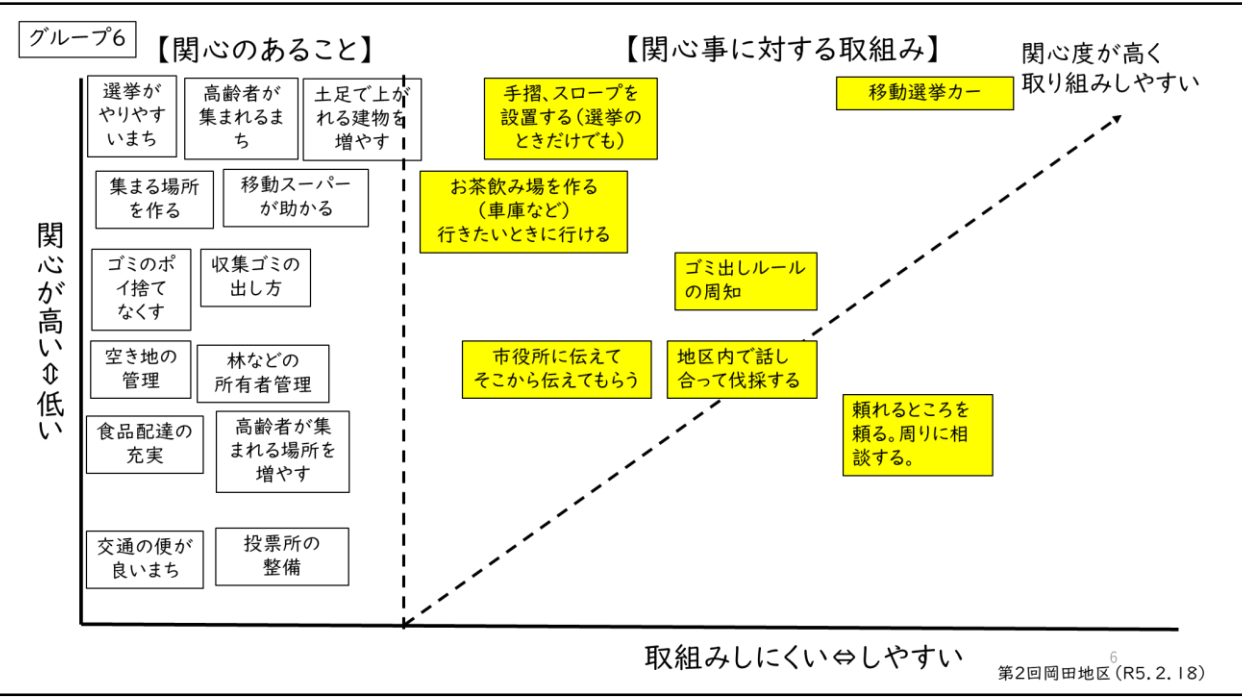 グループ6
【関心のあること】
【関心事に対する取組み】
関心度が高く
取り組みしやすい
選挙が
やりやす
いまち
高齢者が
集まれるま
ち
土足で上が
れる建物を
増やす
手摺、スロープを
設置する(選挙の
ときだけでも)
移動選挙カー
集まる場所
を作る
移動スーパー
が助かる
お茶飲み場を作る
(車庫など)
行きたいときに行ける
関心が高い⇔低い
ゴミのポ
イ捨て
なくす
収集ゴミの
出し方
ゴミ出しルール
の周知
空き地の
管理
林などの
所有者管理
市役所に伝えて
そこから伝えてもらう
地区内で話し
合って伐採する
食品配達の
充実
高齢者が集
まれる場所を
増やす
頼れるところを
頼る。周りに相
談する。
交通の便が
良いまち
投票所の
整備
取組みしにくい⇔しやすい
6
第2回岡田地区(R5.2.18)